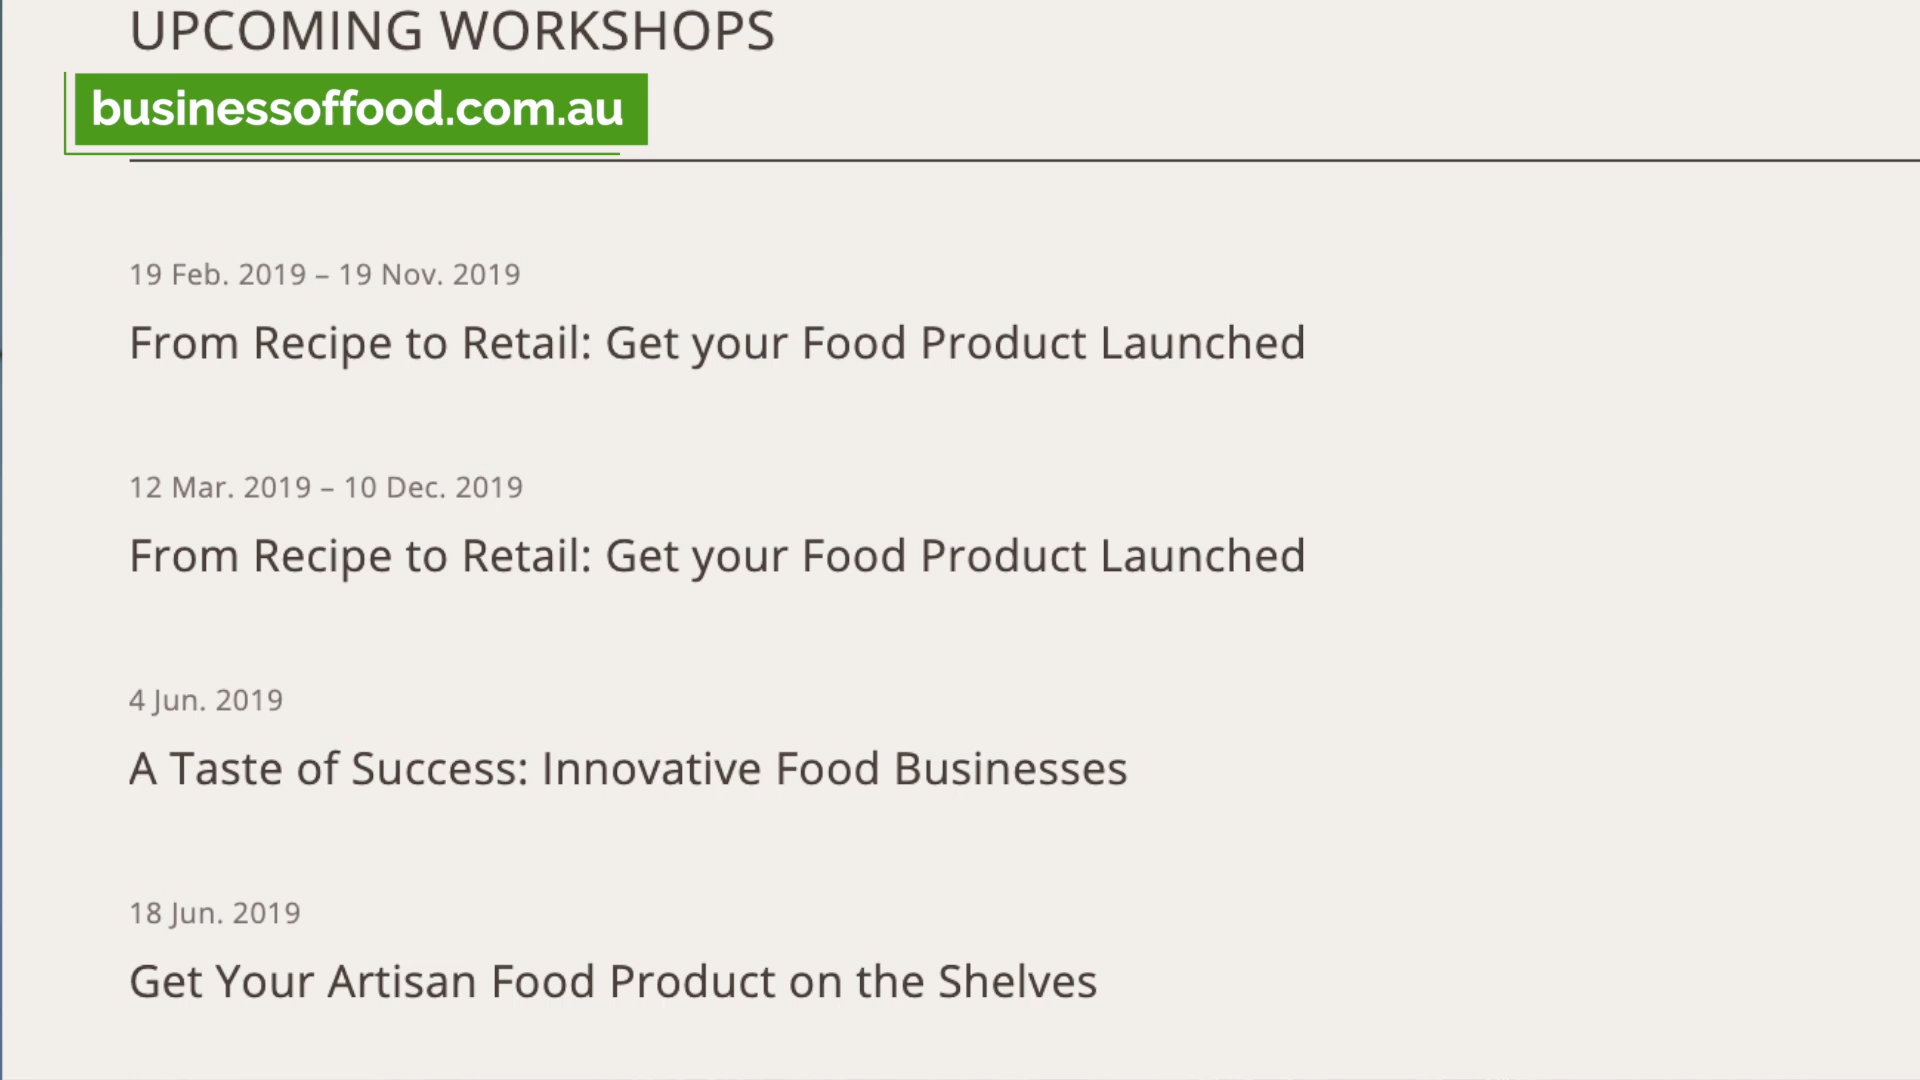 UPCOMING WORKSHOPS
businessoffood.com.au
19 Feb. 2019 – 19 Nov. 2019
From Recipe to Retail: Get your Food Product Launched
12 Mar. 2019 – 10 Dec. 2019
From Recipe to Retail: Get your Food Product Launched
4 Jun. 2019
A Taste of Success: Innovative Food Businesses
18 Jun. 2019
Get Your Artisan Food Product on the Shelves